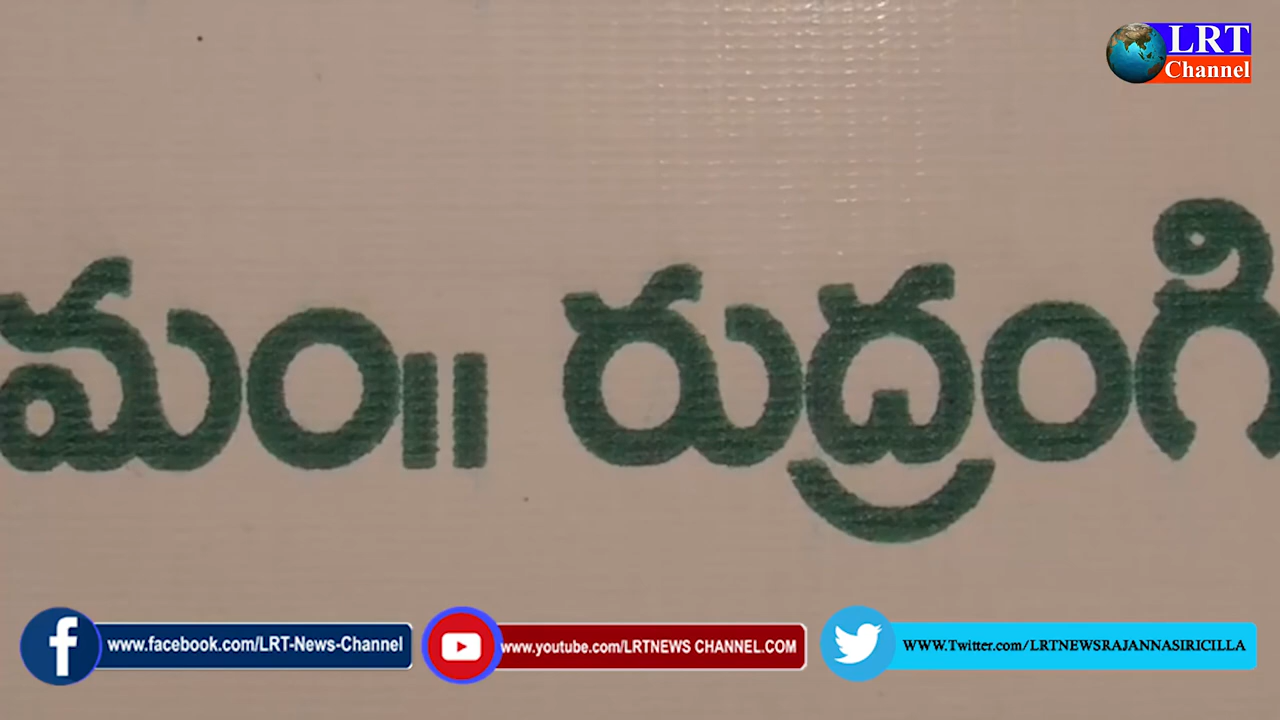 LRT
Channel
మం॥ రుద్రంగి
www.facebook.com/LRT-News-Channel
www.youtube.com/LRTNEWS CHANNEL.COM
WWW.Twitter.com/LRTNEWSRAJANNASIRICILLA